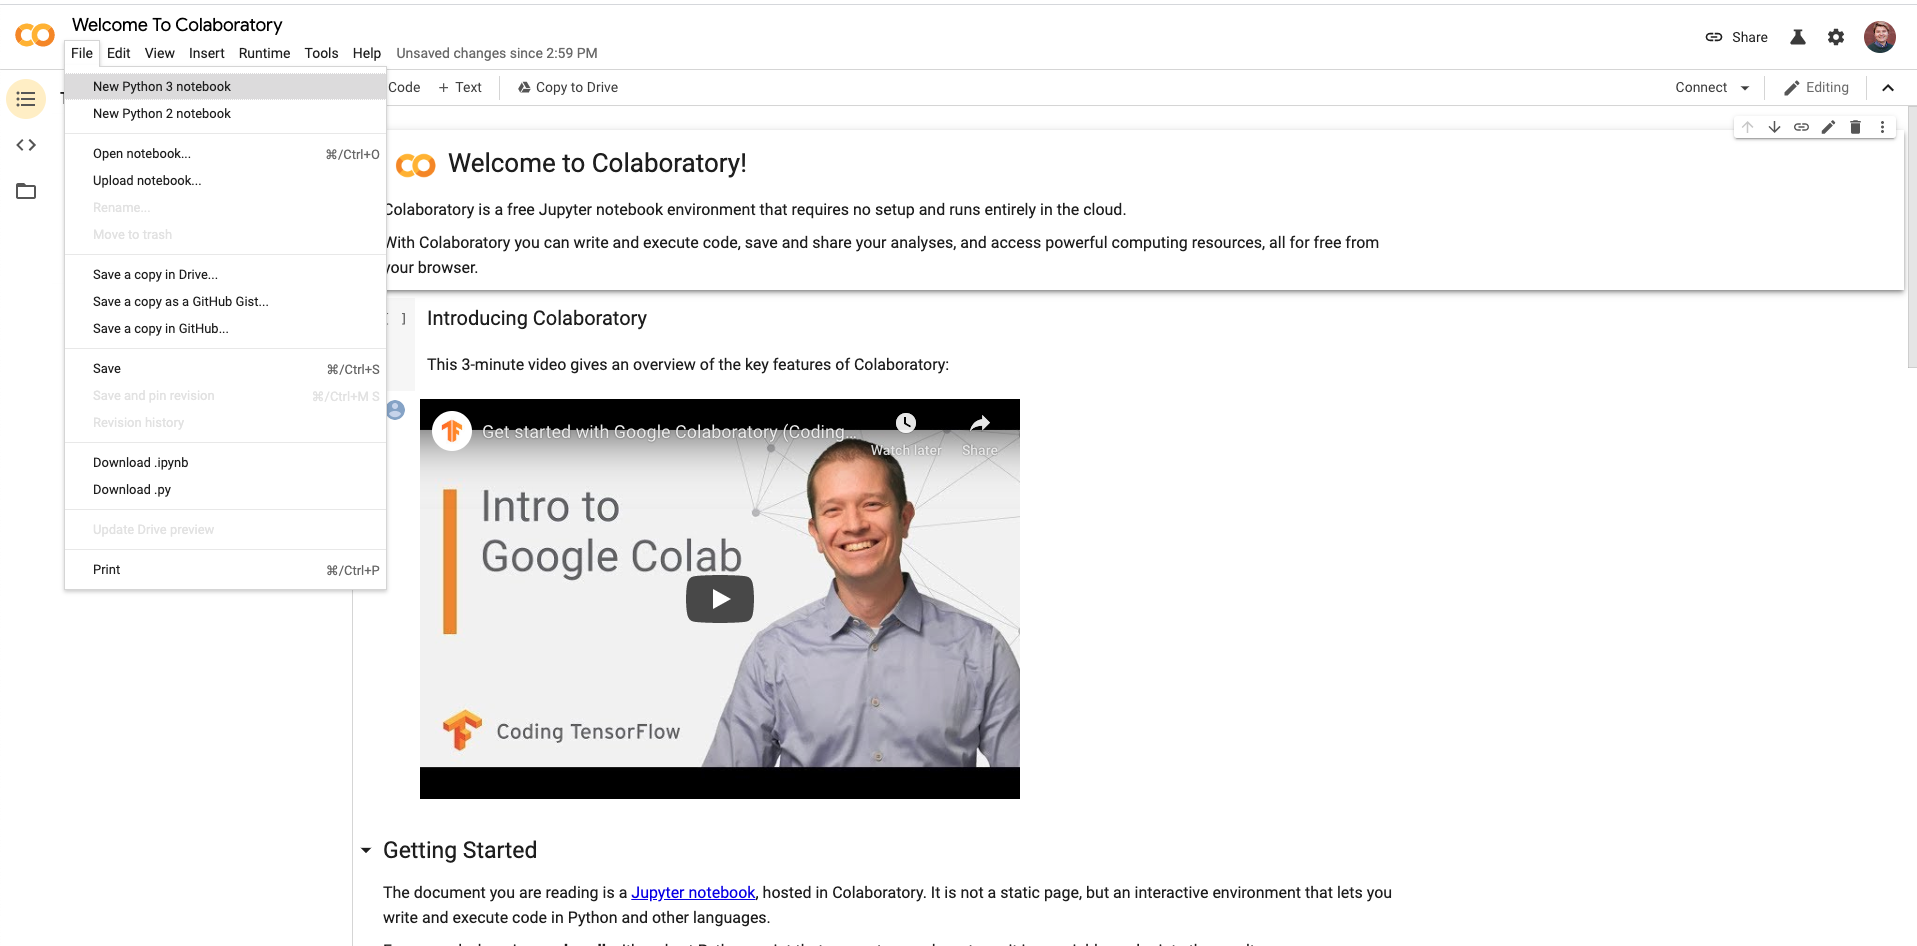 Welcome To Colaboratory
File Edit View Insert Runtime Tools Help Unsaved changes since 2:59 PM
Share
New Python 3 notebook
New Python 2 notebook
Open notebook... ⌘/Ctrl+O
Upload notebook...
Rename...
Move to trash
Save a copy in Drive...
Save a copy as a GitHub Gist...
Save a copy in GitHub...
Save ⌘/Ctrl+S
Save and pin revision ⌘/Ctrl+M S
Revision history
Download .ipynb
Download .py
Update Drive preview
Print ⌘/Ctrl+P
Code + Text Copy to Drive
Connect Editing
Welcome to Colaboratory!
Colaboratory is a free Jupyter notebook environment that requires no setup and runs entirely in the cloud.
With Colaboratory you can write and execute code, save and share your analyses, and access powerful computing resources, all for free from
your browser.
[ ] Introducing Colaboratory
This 3-minute video gives an overview of the key features of Colaboratory:
Get started with Google Colaboratory (Coding...
Watch later Share
Intro to
Google Colab
Coding TensorFlow
Getting Started
The document you are reading is a Jupyter notebook, hosted in Colaboratory. It is not a static page, but an interactive environment that lets you
write and execute code in Python and other languages.